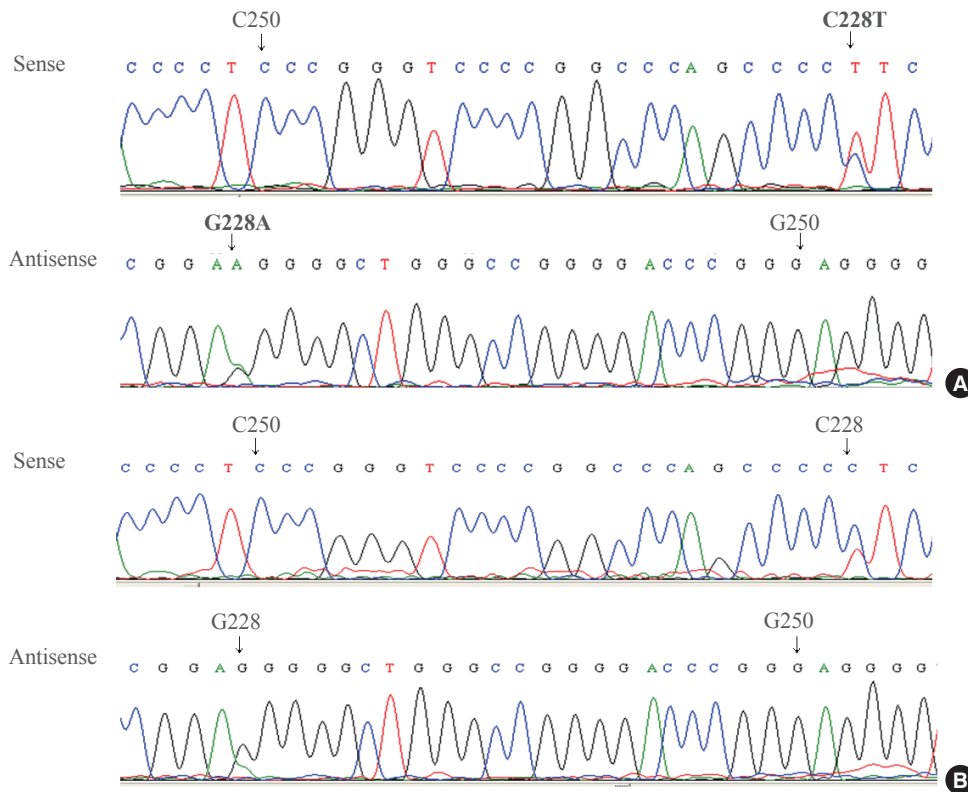 C250 C228T
Sense C C C C T C C C G G G T C C C C G G C C C A G C C C C T T C
G228A G250
Antisense C G G A A G G G G C T G G G C C G G G G A C C C G G G A G G G G
A
C250 C228
Sense C C C C T C C C G G G T C C C C G G C C C A G C C C C C T C
G228 G250
Antisense C G G A G G G G G C T G G G C C G G G G A C C C G G G A G G G G
B